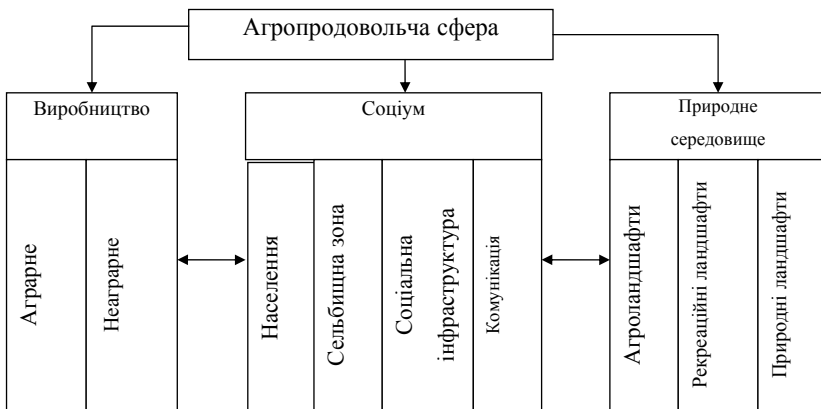 Агропродовольча сфера
Виробництво
Соціум
Природне
середовище
Аграрне
Неаграрне
Населення
Сельбищна зона
Соціальна
інфраструктура
Комунікація
Агроландшафти
Рекреаційні ландшафти
Природні ландшафти